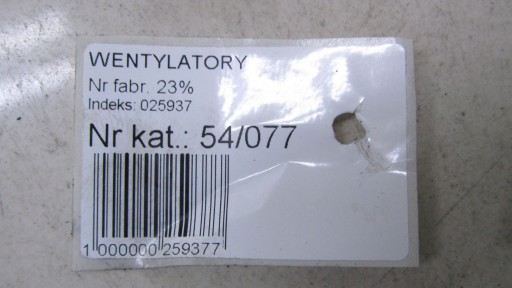 WENTYLATORY
Nr fabr. 23%
Indeks: 025937
Nr kat.: 54/077
1 000000 259377